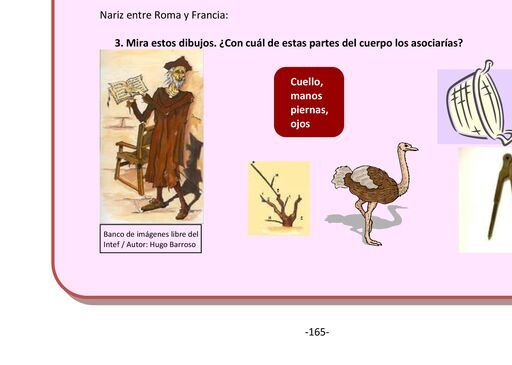 Nariz entre Roma y Francia:
3. Mira estos dibujos. ¿Con cuál de estas partes del cuerpo los asociarías?
Cuello,
manos
piernas,
ojos
Banco de imágenes libre del
Intef / Autor: Hugo Barroso
-165-